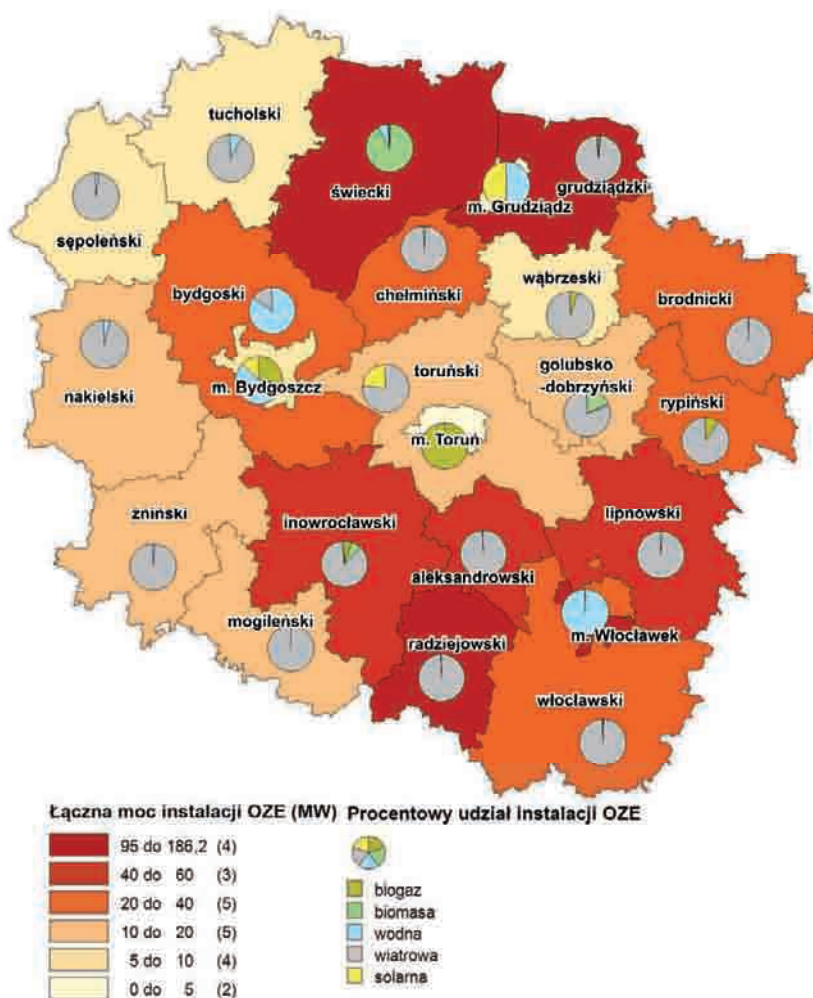 tucholski
świecki
grudziądzki
m. Grudziądz
sępoleński
bydgoski
chełmiński
wąbrzeski
brodnicki
nakielski
m. Bydgoszcz
toruński
golubsko
-dobrzyński
rypiński
m. Toruń
żniński
inowrocławski
lipnowski
aleksandrowski
mogileński
radziejowski
m. Włocławek
włocławski
Łączna moc instalacji OZE (MW)
95 do 186,2 (4)
40 do 60 (3)
20 do 40 (5)
10 do 20 (5)
5 do 10 (4)
0 do 5 (2)
Procentowy udział instalacji OZE
biogaz
biomasa
wodna
wiatrowa
solarna